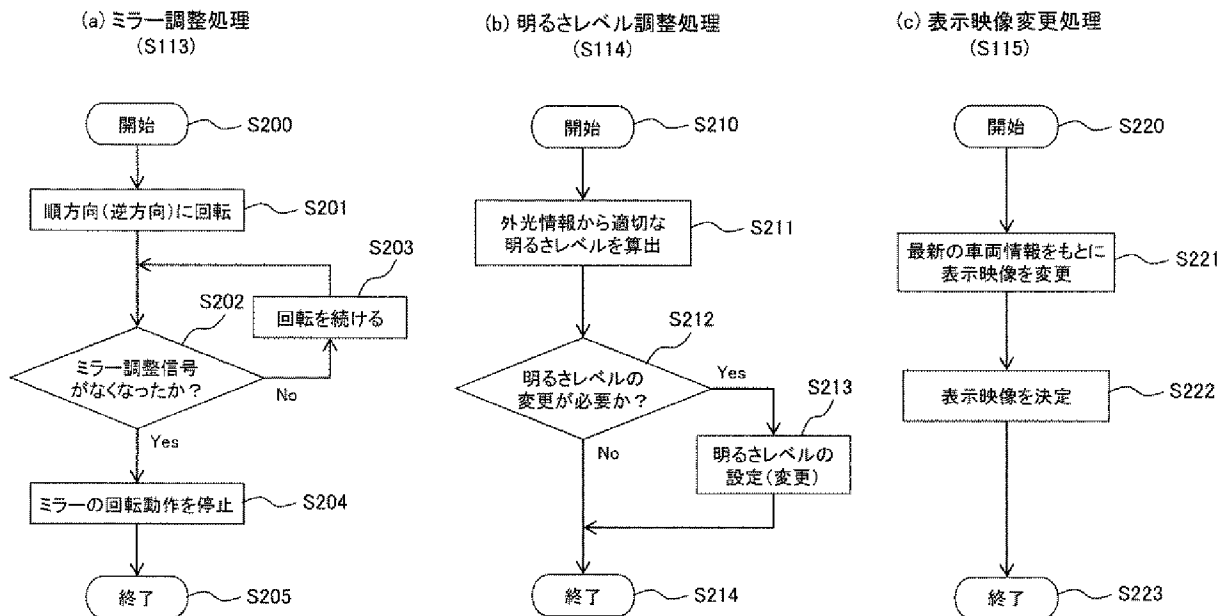 (a) ミラー調整処理
(S113)
開始
S200
順方向(逆方向)に回転
S201
S203
回転を続ける
S202
ミラー調整信号
がなくなったか?
No
Yes
ミラーの回転動作を停止
S204
終了
S205
(b) 明るさレベル調整処理
(S114)
開始
S210
外光情報から適切な
明るさレベルを算出
S211
S212
明るさレベルの
変更が必要か?
Yes
S213
No
明るさレベルの
設定(変更)
終了
S214
(c) 表示映像変更処理
(S115)
開始
S220
最新の車両情報をもとに
表示映像を変更
S221
表示映像を決定
S222
終了
S223